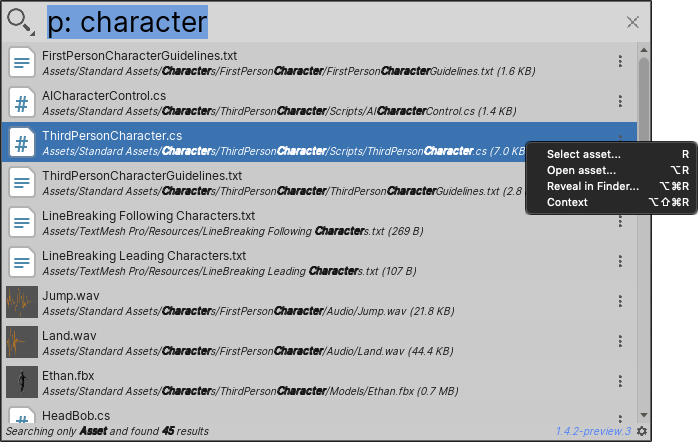 p: character
FirstPersonCharacterGuidelines.txt
Assets/Standard Assets/Characters/FirstPersonCharacter/FirstPersonCharacterGuidelines.txt (1.6 KB)
AICharacterControl.cs
Assets/Standard Assets/Characters/ThirdPersonCharacter/Scripts/AICharacterControl.cs (1.4 KB)
ThirdPersonCharacter.cs
Assets/Standard Assets/Characters/ThirdPersonCharacter/Scripts/ThirdPersonCharacter.cs (7.0 KB
Select asset... R
Open asset... ⌥R
Reveal in Finder... ⌥⌘R
Context ⌥⇧⌘R
ThirdPersonCharacterGuidelines.txt
Assets/Standard Assets/Characters/ThirdPersonCharacter/ThirdPersonCharacterGuidelines.txt (2.8
LineBreaking Following Characters.txt
Assets/TextMesh Pro/Resources/LineBreaking Following Characters.txt (269 B)
LineBreaking Leading Characters.txt
Assets/TextMesh Pro/Resources/LineBreaking Leading Characters.txt (107 B)
Jump.wav
Assets/Standard Assets/Characters/FirstPersonCharacter/Audio/Jump.wav (21.8 KB)
Land.wav
Assets/Standard Assets/Characters/FirstPersonCharacter/Audio/Land.wav (44.4 KB)
Ethan.fbx
Assets/Standard Assets/Characters/ThirdPersonCharacter/Models/Ethan.fbx (0.7 MB)
HeadBob.cs
Searching only Asset and found 45 results
1.4.2-preview.3